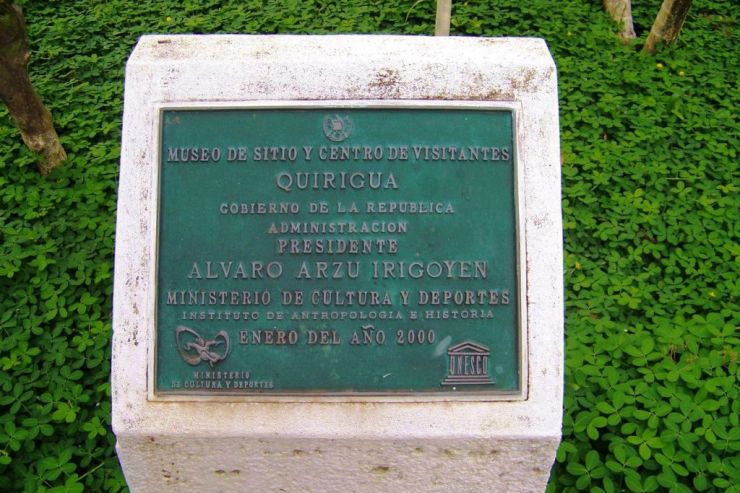 MUSEO DE SITIO Y CENTRO DE VISITANTES
QUIRIGUA
GOBIERNO DE LA REPUBLICA
ADMINISTRACION
PRESIDENTE
ALVARO ARZU IRIGOYEN
MINISTERIO DE CULTURA Y DEPORTES
INSTITUTO DE ANTROPOLOGIA E HISTORIA
ENERO DEL AÑO 2000
MINISTERIO
DE CULTURA Y DEPORTES
UNESCO